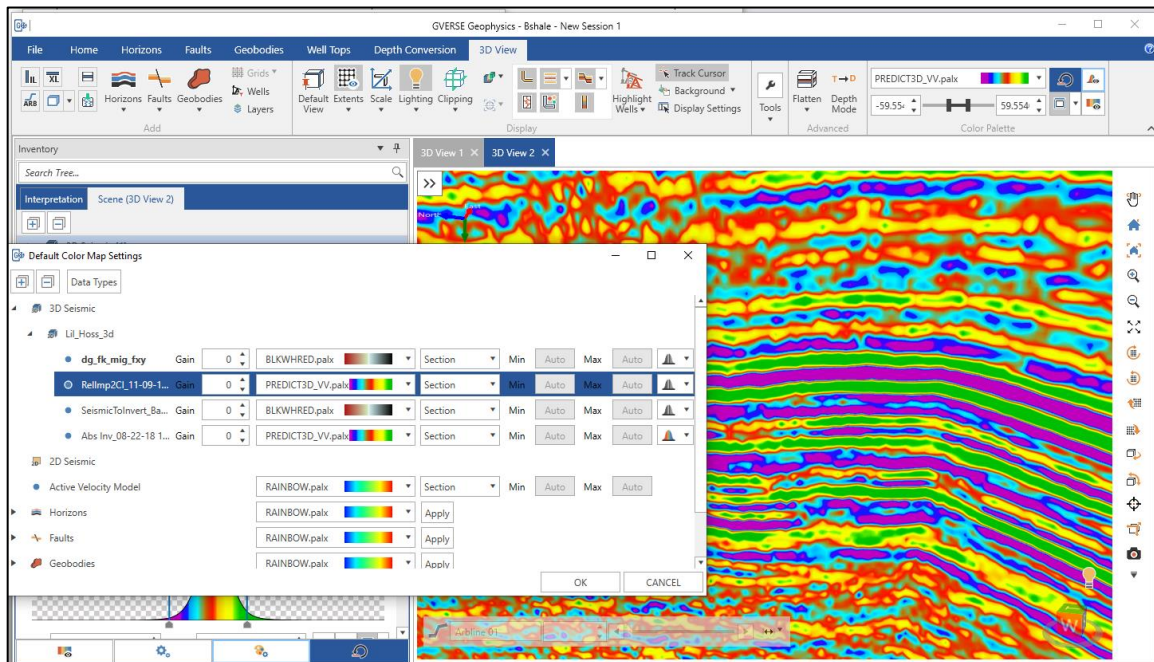 GVERSE Geophysics - Bshale - New Session 1
File Home Horizons Faults Geobodies Well Tops Depth Conversion 3D View
IL XL Grids Default View Extents Scale Lighting Clipping Track Cursor PREDICT3D_VV.palx
ARB Horizons Faults Geobodies Wells Highlight Wells Background Tools Flatten T→D Depth Mode -59.554 59.554
Layers Display Settings
Add Display Advanced Color Palette
Inventory 3D View 1 3D View 2
Search Tree...
Interpretation Scene (3D View 2)
North
Default Color Map Settings
Data Types
3D Seismic
Lil_Hoss_3d
dg_fk_mig_fxy Gain 0 BLKWHRED.palx Section Min Auto Max Auto
RelImp2CI_11-09-1... Gain 0 PREDICT3D_VV.palx Section Min Auto Max Auto
SeismicToInvert_Ba... Gain 0 BLKWHRED.palx Section Min Auto Max Auto
Abs Inv_08-22-18 1... Gain 0 PREDICT3D_VV.palx Section Min Auto Max Auto
2D Seismic
Active Velocity Model RAINBOW.palx Section Min Auto Max Auto
Horizons RAINBOW.palx Apply
Faults RAINBOW.palx Apply
Geobodies RAINBOW.palx Apply
OK CANCEL
Arbline 01
W